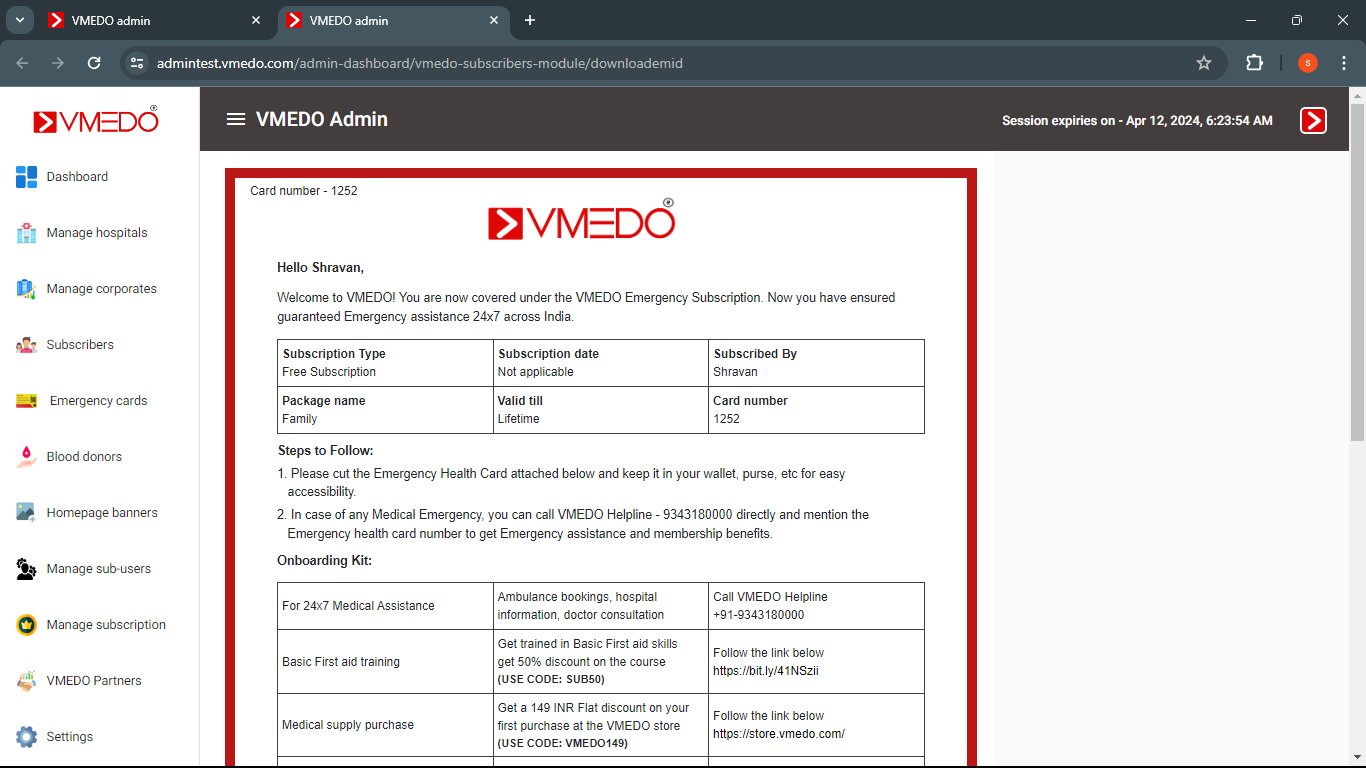 VMEDO admin
VMEDO admin
admintest.vmedo.com/admin-dashboard/vmedo-subscribers-module/downloademid
S
VMEDO®
VMEDO Admin
Session expiries on - Apr 12, 2024, 6:23:54 AM
Dashboard
Manage hospitals
Manage corporates
Subscribers
Emergency cards
Blood donors
Homepage banners
Manage sub-users
Manage subscription
VMEDO Partners
Settings
Card number - 1252
VMEDO®
Hello Shravan,
Welcome to VMEDO! You are now covered under the VMEDO Emergency Subscription. Now you have ensured
guaranteed Emergency assistance 24x7 across India.
Subscription Type
Free Subscription
Subscription date
Not applicable
Subscribed By
Shravan
Package name
Family
Valid till
Lifetime
Card number
1252
Steps to Follow:
1. Please cut the Emergency Health Card attached below and keep it in your wallet, purse, etc for easy
accessibility.
2. In case of any Medical Emergency, you can call VMEDO Helpline - 9343180000 directly and mention the
Emergency health card number to get Emergency assistance and membership benefits.
Onboarding Kit:
For 24x7 Medical Assistance
Ambulance bookings, hospital
information, doctor consultation
Call VMEDO Helpline
+91-9343180000
Basic First aid training
Get trained in Basic First aid skills
get 50% discount on the course
(USE CODE: SUB50)
Follow the link below
https://bit.ly/41NSzii
Medical supply purchase
Get a 149 INR Flat discount on your
first purchase at the VMEDO store
(USE CODE: VMEDO149)
Follow the link below
https://store.vmedo.com/